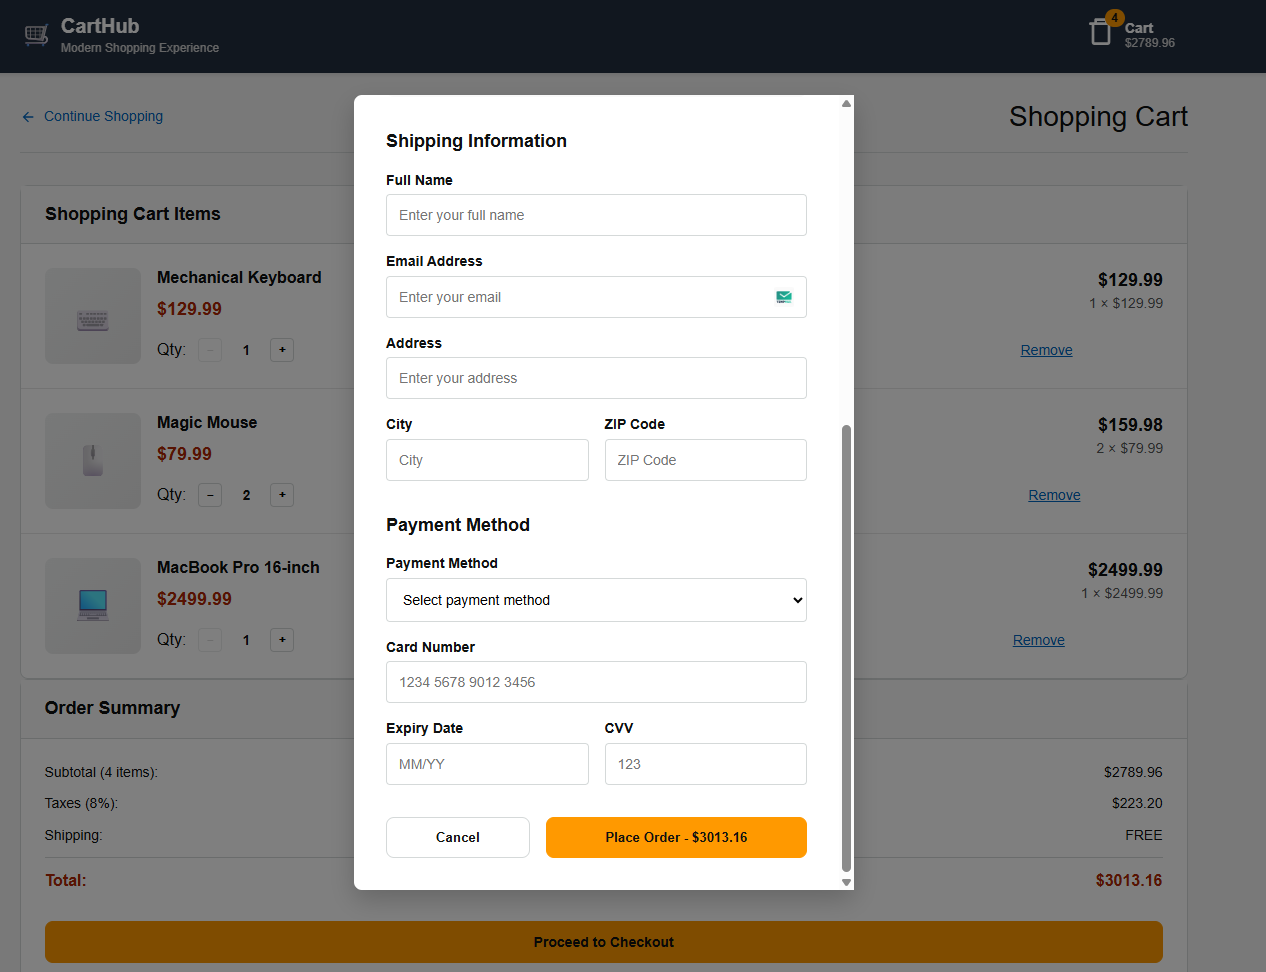 CartHub
Modern Shopping Experience
4
Cart
$2789.96
Continue Shopping
Shopping Cart
Shopping Cart Items
Mechanical Keyboard
$129.99
Qty: - 1 +
$129.99
1 × $129.99
Remove
Magic Mouse
$79.99
Qty: - 2 +
$159.98
2 × $79.99
Remove
MacBook Pro 16-inch
$2499.99
Qty: - 1 +
$2499.99
1 × $2499.99
Remove
Order Summary
Subtotal (4 items): $2789.96
Taxes (8%): $223.20
Shipping: FREE
Total: $3013.16
Proceed to Checkout
Shipping Information
Full Name
Enter your full name
Email Address
Enter your email
Address
Enter your address
City ZIP Code
City ZIP Code
Payment Method
Payment Method
Select payment method
Card Number
1234 5678 9012 3456
Expiry Date CVV
MM/YY 123
Cancel Place Order - $3013.16